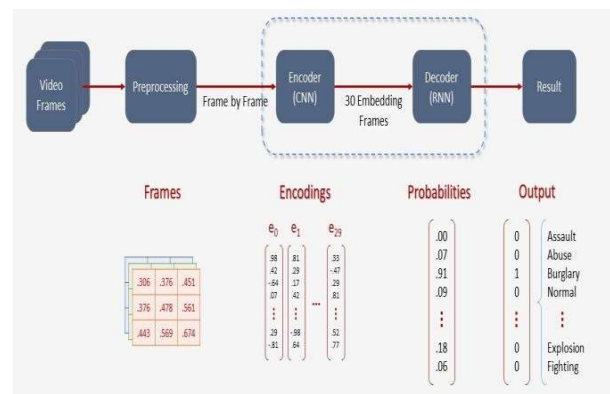 Video
Frames
Preprocessing
Frame by Frame
Encoder
(CNN)
30 Embedding
Frames
Decoder
(RNN)
Result
Frames
Encodings
Probabilities
Output
e0 e1 e29
.306 .376 .451
.376 .478 .561
.443 .569 .674
.98 .81 .33
.42 .29 -.47
-.64 .17 .29
.07 .42 .81
...
.29 -.98 .52
-.81 .64 .77
.00 0 Assault
.07 0 Abuse
.91 1 Burglary
.09 0 Normal
.18 0 Explosion
.06 0 Fighting